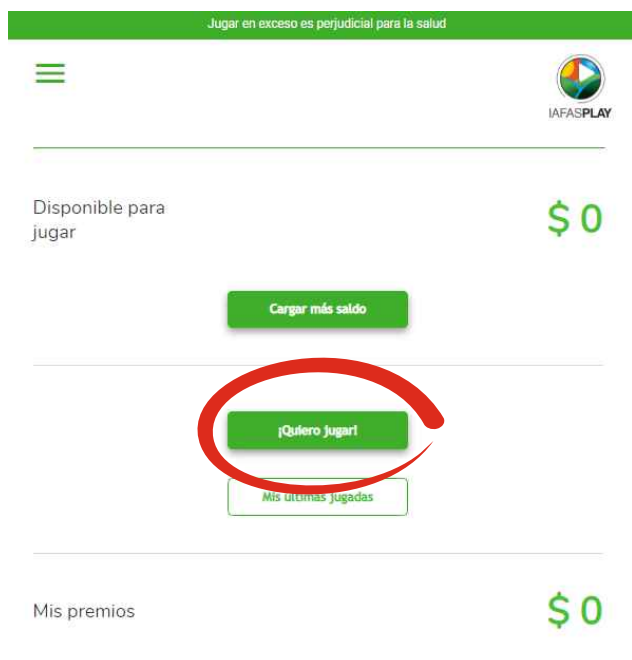 Jugar en exceso es perjudicial para la salud
IAFASPLAY
Disponible para
jugar
$ 0
Cargar más saldo
¡Quiero jugar!
Mis últimas jugadas
Mis premios
$ 0